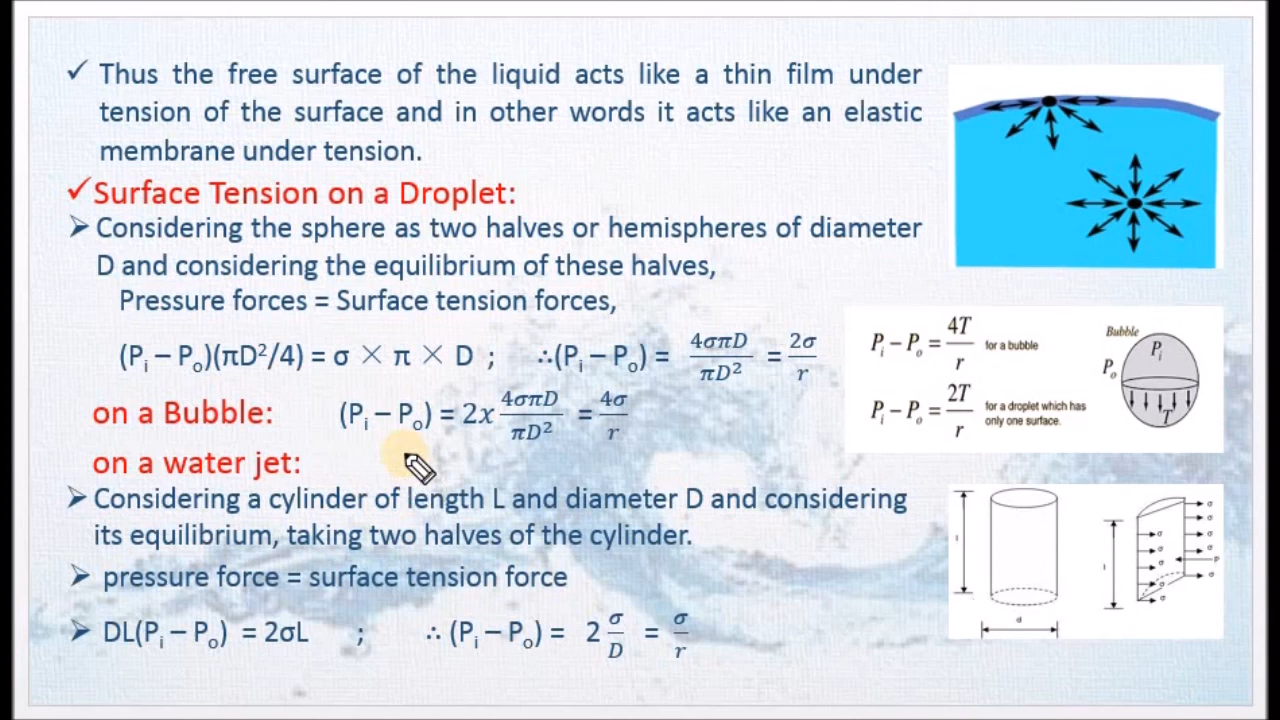 ✓ Thus the free surface of the liquid acts like a thin film under
tension of the surface and in other words it acts like an elastic
membrane under tension.
✓Surface Tension on a Droplet:
➢ Considering the sphere as two halves or hemispheres of diameter
D and considering the equilibrium of these halves,
Pressure forces = Surface tension forces,
(Pi – Po)(πD²/4) = σ × π × D ; ∴(Pi – Po) = 4σπD/πD² = 2σ/r
on a Bubble: (Pi – Po) = 2x 4σπD/πD² = 4σ/r
on a water jet:
➢ Considering a cylinder of length L and diameter D and considering
its equilibrium, taking two halves of the cylinder.
➢ pressure force = surface tension force
➢ DL(Pi – Po) = 2σL ; ∴ (Pi – Po) = 2 σ/D = σ/r
Pi – Po = 4T/r for a bubble
Pi – Po = 2T/r for a droplet which has
only one surface.
Bubble
Pi
Po
T
l
d
l
σ
σ
σ
σ
σ
σ
σ
σ
P
σ
σ